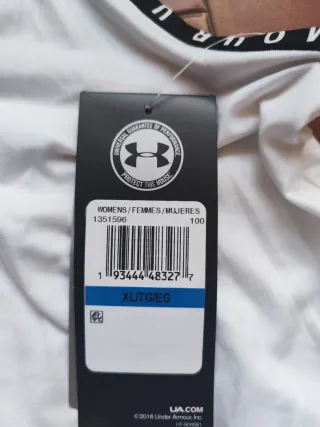 MOUR U
UNIVERSAL GUARANTEE OF PERFORMANCE
PROTECT THIS HOUSE
WOMENS/FEMMES/MUJERES
1351596 100
1 93444 48327 7
XL/TG/EG
UA.COM
©2016 Under Armour, Inc.